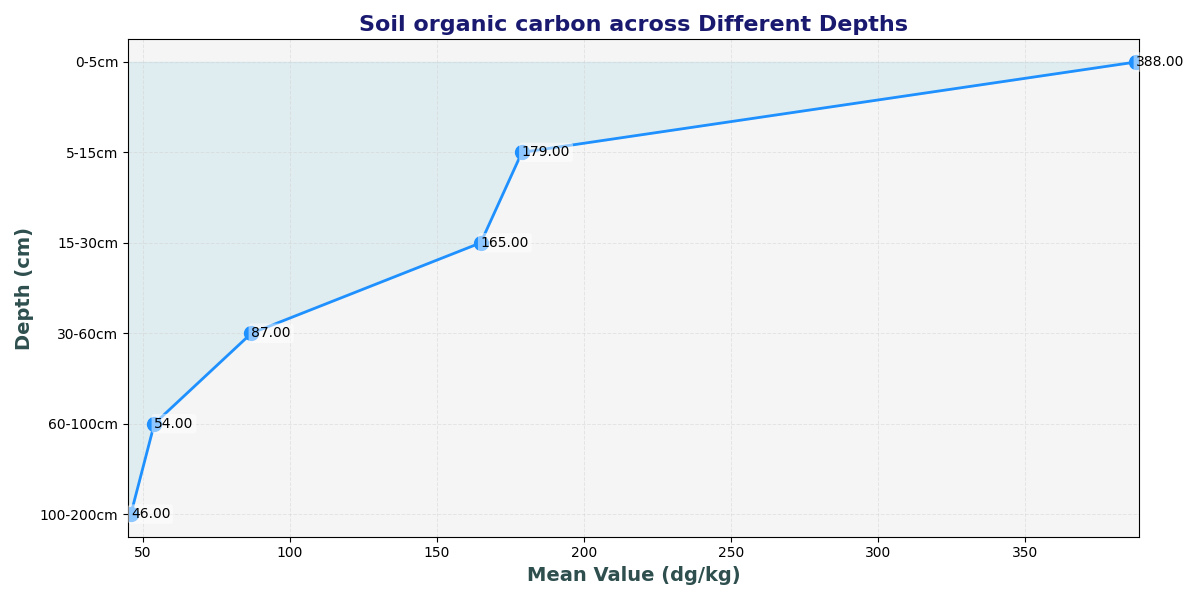 Soil organic carbon across Different Depths
0-5cm
388.00
5-15cm
179.00
15-30cm
165.00
30-60cm
87.00
60-100cm
54.00
100-200cm
46.00
Depth (cm)
50 100 150 200 250 300 350
Mean Value (dg/kg)